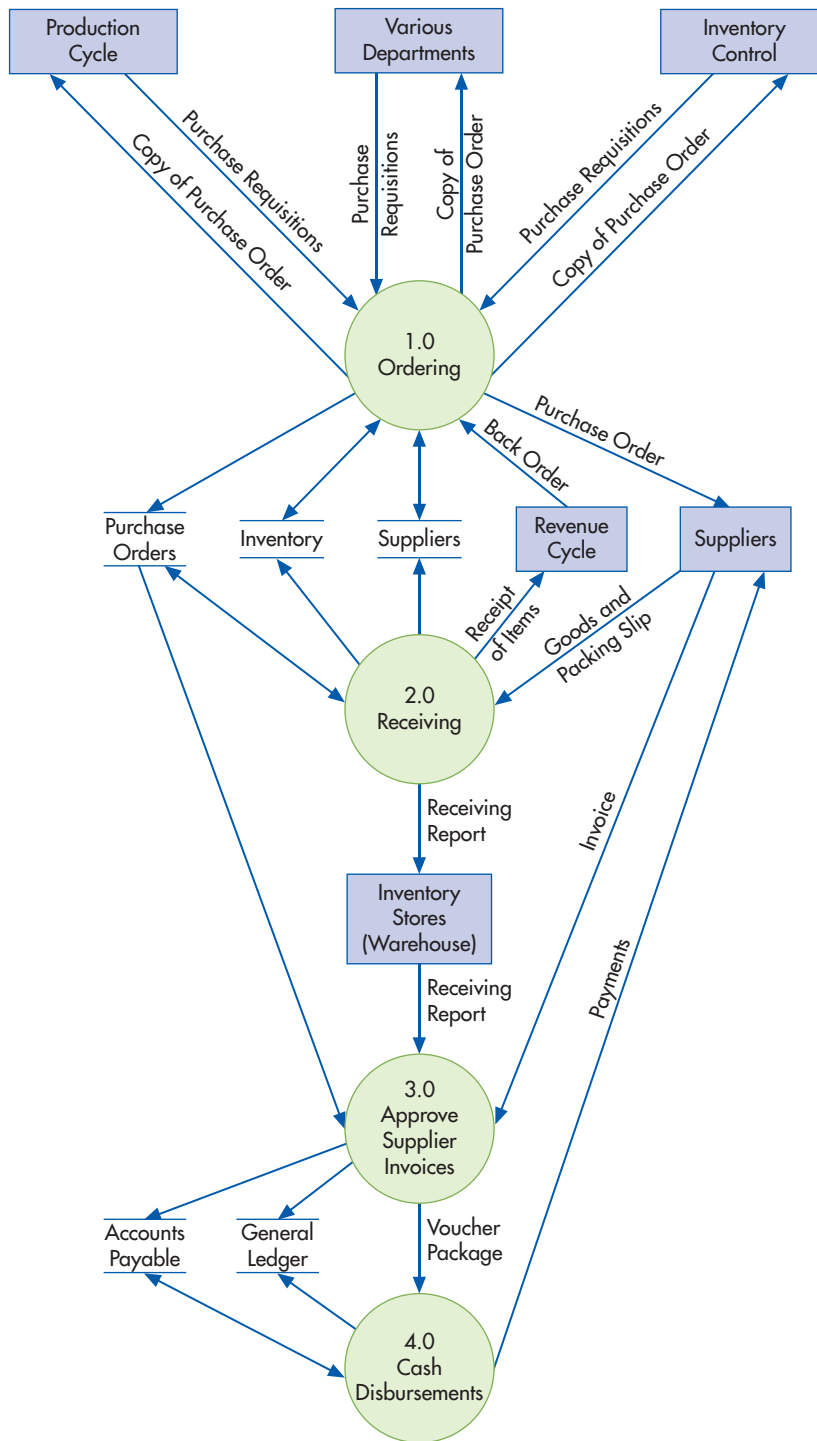 Production
Cycle
Various
Departments
Inventory
Control
Purchase Requisitions
Copy of Purchase Order
Purchase
Requisitions
Copy of
Purchase Order
Purchase Requisitions
Copy of Purchase Order
1.0
Ordering
Purchase Order
Back Order
Purchase
Orders
Inventory
Suppliers
Revenue
Cycle
Suppliers
Receipt
of Items
Goods and
Packing Slip
2.0
Receiving
Receiving
Report
Invoice
Inventory
Stores
(Warehouse)
Payments
Receiving
Report
3.0
Approve
Supplier
Invoices
Accounts
Payable
General
Ledger
Voucher
Package
4.0
Cash
Disbursements